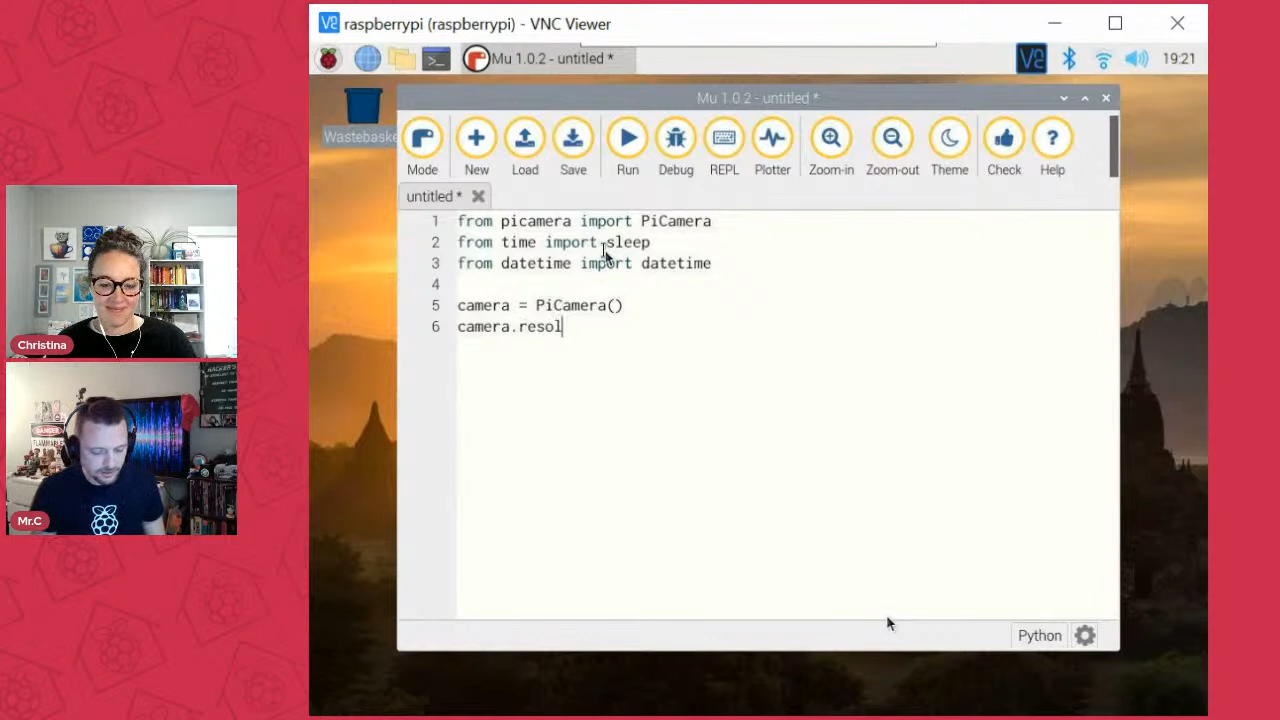 raspberrypi (raspberrypi) - VNC Viewer
Mu 1.0.2 - untitled *
19:21
Mu 1.0.2 - untitled *
Wastebaske
Mode
New
Load
Save
Run
Debug
REPL
Plotter
Zoom-in
Zoom-out
Theme
Check
Help
untitled *
1 from picamera import PiCamera
2 from time import sleep
3 from datetime import datetime
4
5 camera = PiCamera()
6 camera.resol
Python
Christina
DANGER
FLAMMABLE
Mr.C